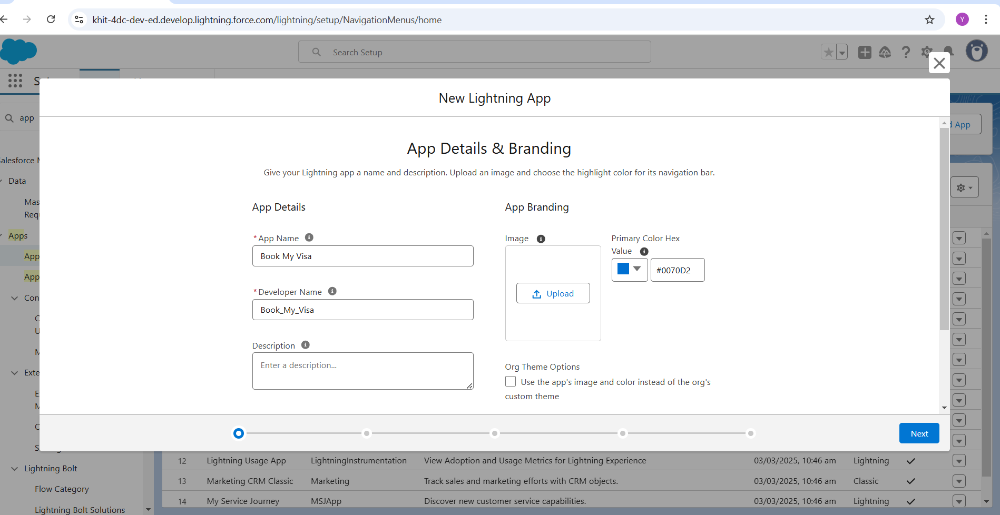 khit-4dc-dev-ed.develop.lightning.force.com/lightning/setup/NavigationMenus/home
Y
Search Setup
New Lightning App
app
App
App Details & Branding
Give your Lightning app a name and description. Upload an image and choose the highlight color for its navigation bar.
Data
App Details
App Branding
Apps
* App Name
Image
Primary Color Hex
Value
Book My Visa
#0070D2
App
App
* Developer Name
Upload
Book_My_Visa
Description
Enter a description...
Org Theme Options
Use the app's image and color instead of the org's
custom theme
Next
12 Lightning Usage App LightningInstrumentation View Adoption and Usage Metrics for Lightning Experience 03/03/2025, 10:46 am Lightning
Lightning Bolt
13 Marketing CRM Classic Marketing Track sales and marketing efforts with CRM objects. 03/03/2025, 10:46 am Classic
Flow Category
14 My Service Journey MSJApp Discover new customer service capabilities. 03/03/2025, 10:46 am Lightning
Lightning Bolt Solutions